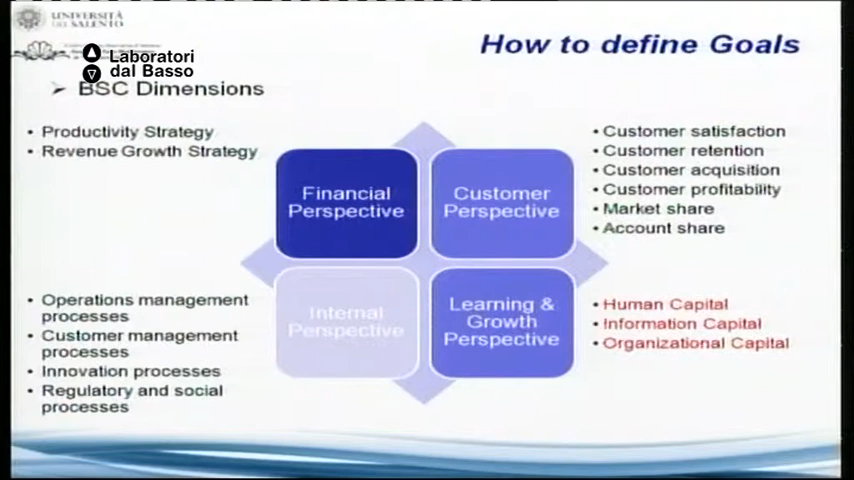 UNIVERSITÀ
DEL SALENTO
Laboratori
dal Basso
How to define Goals
➢ BSC Dimensions
• Productivity Strategy
• Revenue Growth Strategy
Financial
Perspective
Customer
Perspective
• Customer satisfaction
• Customer retention
• Customer acquisition
• Customer profitability
• Market share
• Account share
• Operations management
processes
• Customer management
processes
• Innovation processes
• Regulatory and social
processes
Internal
Perspective
Learning &
Growth
Perspective
• Human Capital
• Information Capital
• Organizational Capital